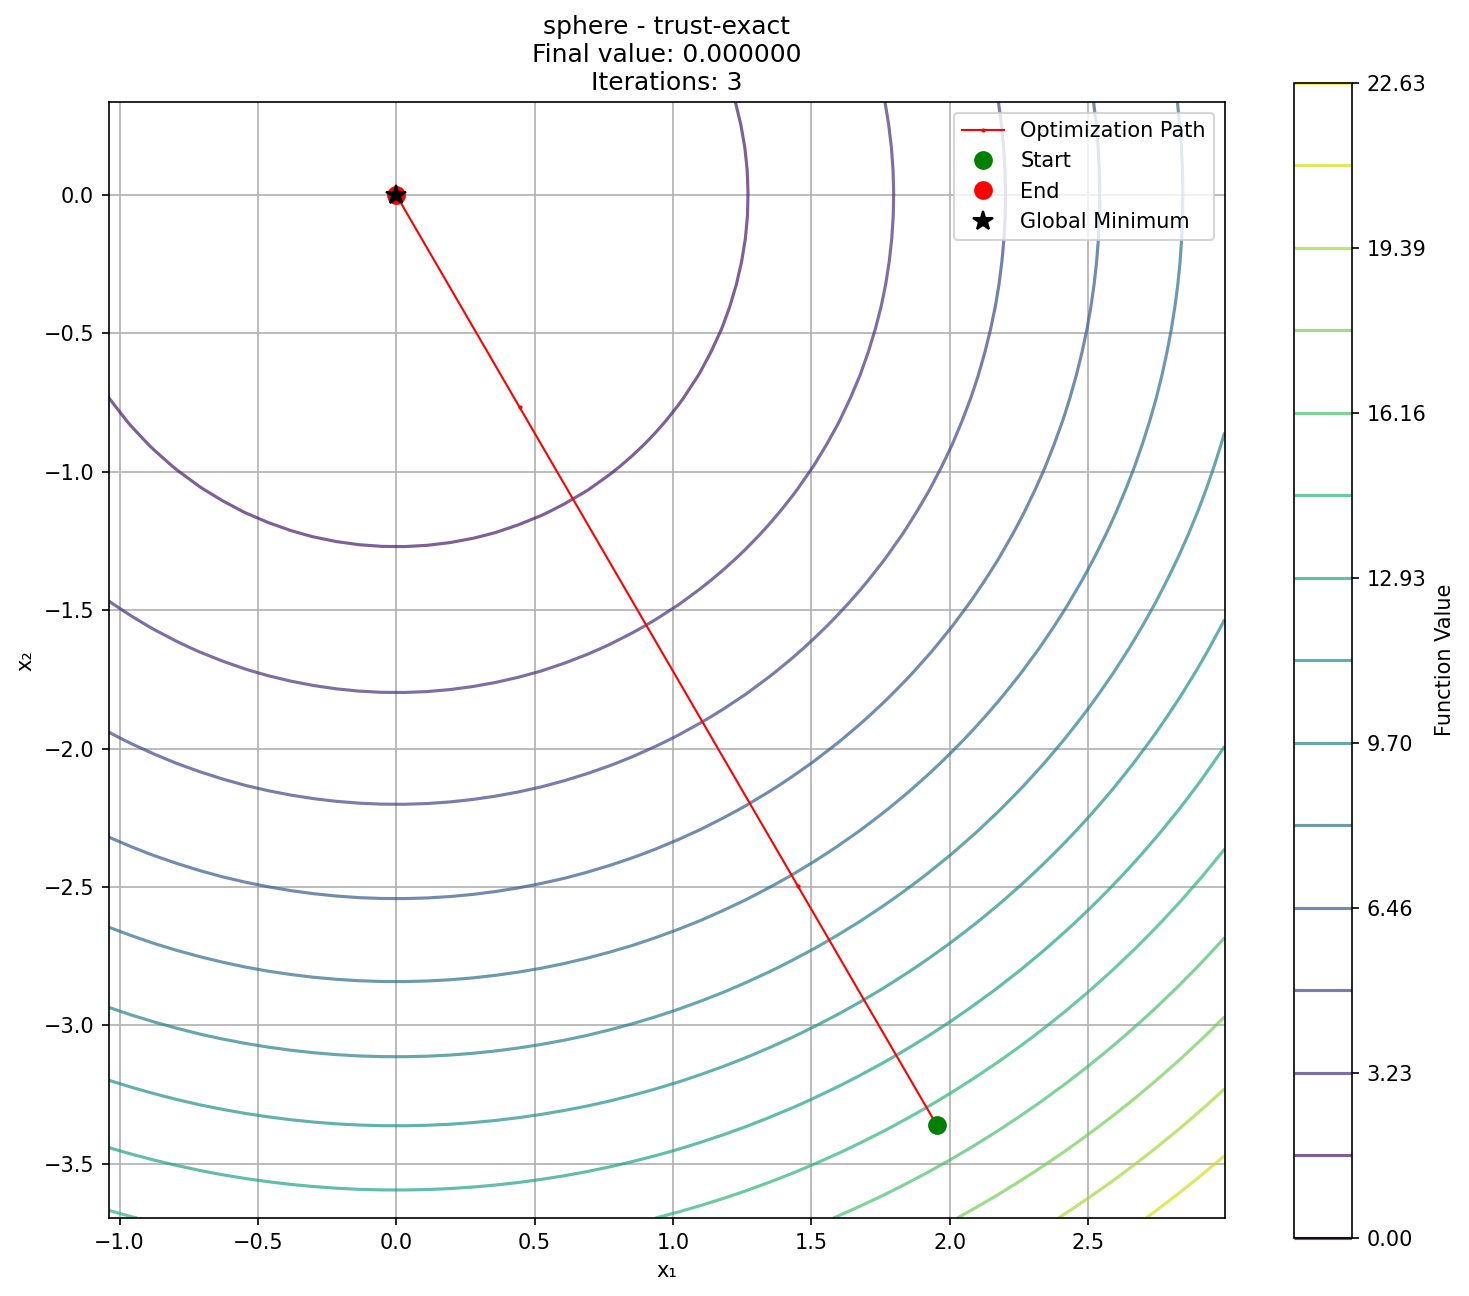 sphere - trust-exact
Final value: 0.000000
Iterations: 3
Optimization Path
Start
End
Global Minimum
0.0
−0.5
−1.0
−1.5
−2.0
−2.5
−3.0
−3.5
x₂
−1.0
−0.5
0.0
0.5
1.0
1.5
2.0
2.5
x₁
22.63
19.39
16.16
12.93
9.70
6.46
3.23
0.00
Function Value